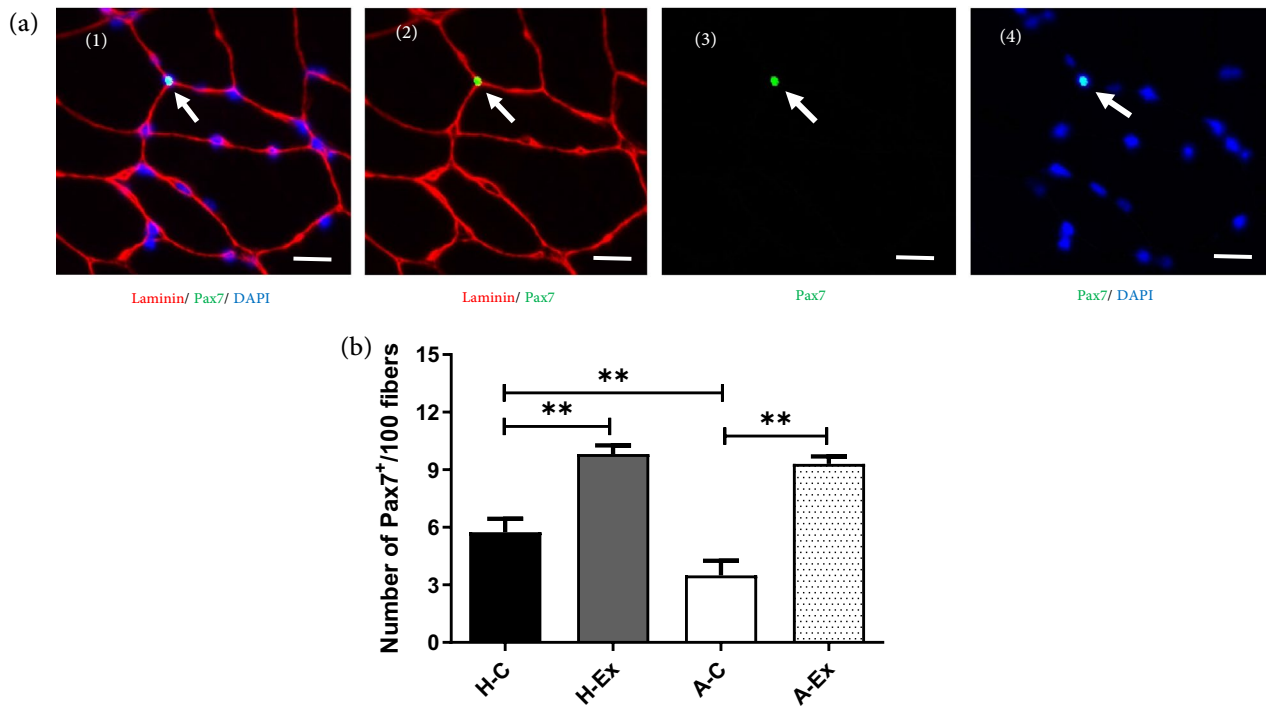 (a)
(1)
(2)
(3)
(4)
Laminin/ Pax7/ DAPI
Laminin/ Pax7
Pax7
Pax7/ DAPI
(b)
Number of Pax7⁺/100 fibers
15
12
9
6
3
0
**
**
**
H-C
H-Ex
A-C
A-Ex